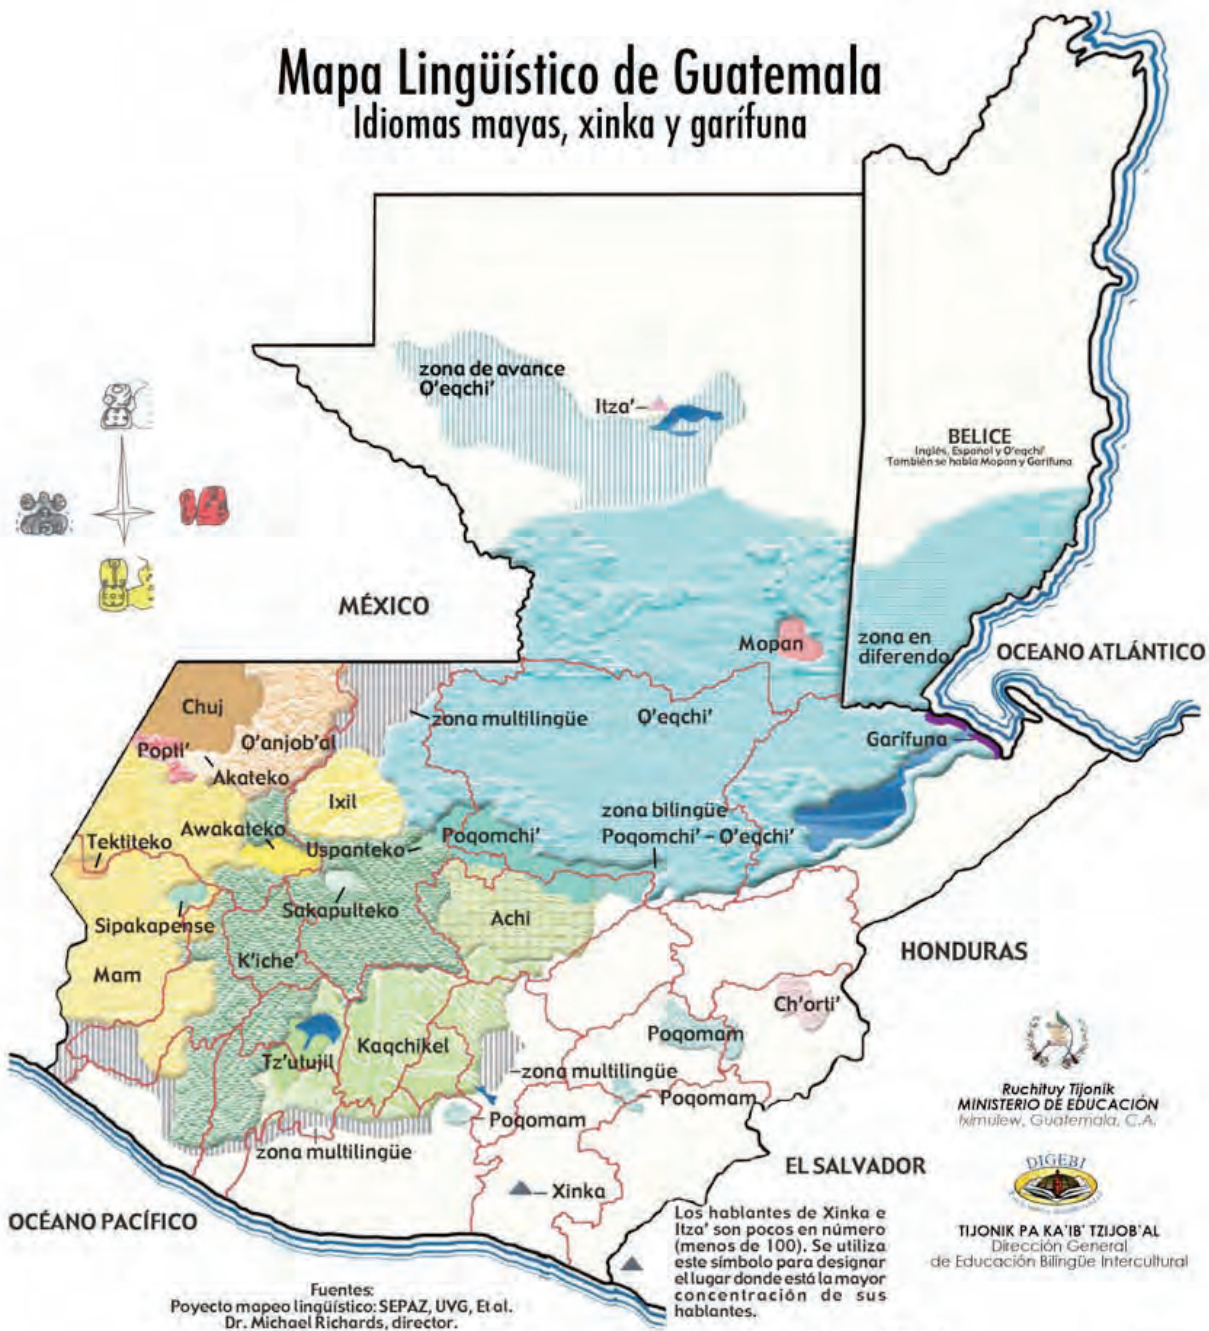 Mapa Lingüístico de Guatemala
Idiomas mayas, xinka y garífuna
zona de avance
Q'eqchi'
Itza'
BELICE
Inglés, Español y Q'eqchi'
También se habla Mopan y Garífuna
MÉXICO
Mopan
zona en
diferendo
OCEANO ATLÁNTICO
Chuj
zona multilingüe
Q'eqchi'
Popti'
Q'anjob'al
Garífuna
Akateko
Ixil
zona bilingüe
Awakateko
Poqomchi'
Poqomchi' - Q'eqchi'
Tektiteko
Uspanteko
Sakapulteko
Achi
Sipakapense
K'iche'
HONDURAS
Mam
Ch'orti'
Poqomam
Kaqchikel
Tz'utujil
zona multilingüe
Poqomam
Poqomam
zona multilingüe
Ruchituy Tijonik
MINISTERIO DE EDUCACIÓN
Iximulew, Guatemala, C.A.
EL SALVADOR
DIGEBI
Xinka
OCÉANO PACÍFICO
Los hablantes de Xinka e
Itza' son pocos en número
(menos de 100). Se utiliza
este símbolo para designar
el lugar donde está la mayor
concentración de sus
hablantes.
TIJONIK PA KA'IB' TZIJOB'AL
Dirección General
de Educación Bilingüe Intercultural
Fuentes:
Poyecto mapeo lingüístico: SEPAZ, UVG, Et al.
Dr. Michael Richards, director.